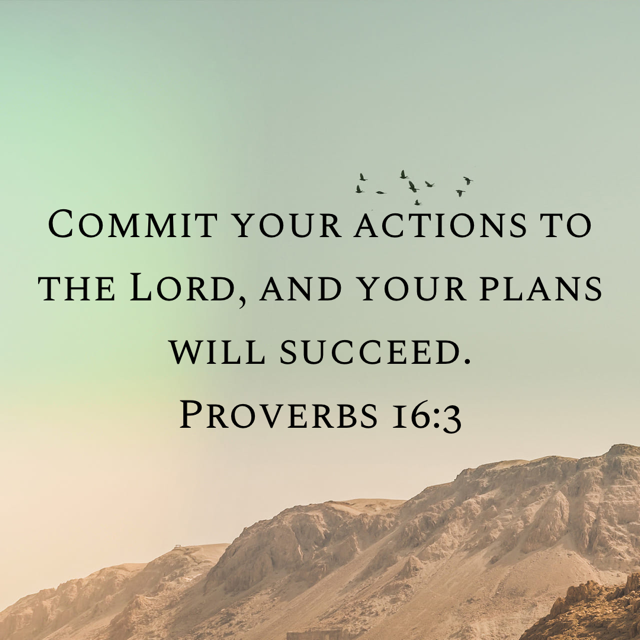 Commit your actions to
the Lord, and your plans
will succeed.
Proverbs 16:3